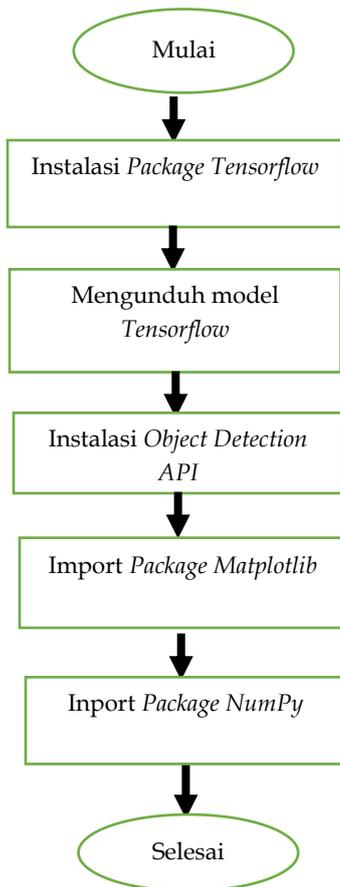 Mulai
Instalasi Package Tensorflow
Mengunduh model
Tensorflow
Instalasi Object Detection
API
Import Package Matplotlib
Inport Package NumPy
Selesai